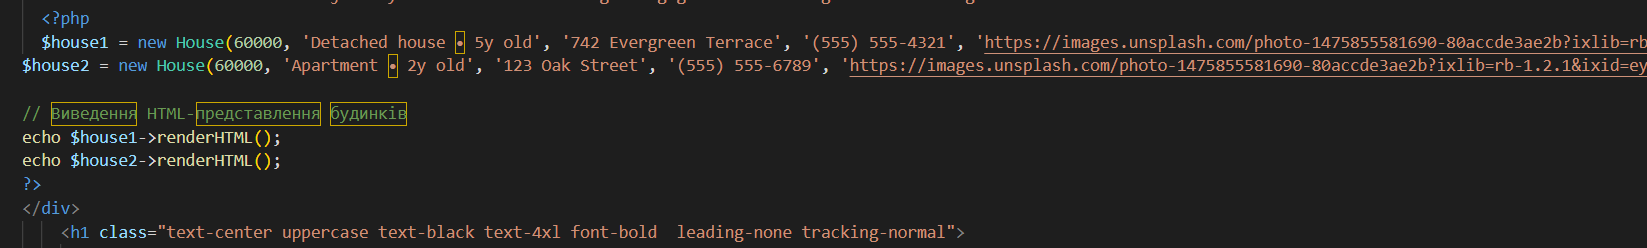 <?php
$house1 = new House(60000, 'Detached house • 5y old', '742 Evergreen Terrace', '(555) 555-4321', 'https://images.unsplash.com/photo-1475855581690-80accde3ae2b?ixlib=rb
$house2 = new House(60000, 'Apartment • 2y old', '123 Oak Street', '(555) 555-6789', 'https://images.unsplash.com/photo-1475855581690-80accde3ae2b?ixlib=rb-1.2.1&ixid=ey
// Виведення HTML-представлення будинків
echo $house1->renderHTML();
echo $house2->renderHTML();
?>
</div>
<h1 class="text-center uppercase text-black text-4xl font-bold  leading-none tracking-normal">